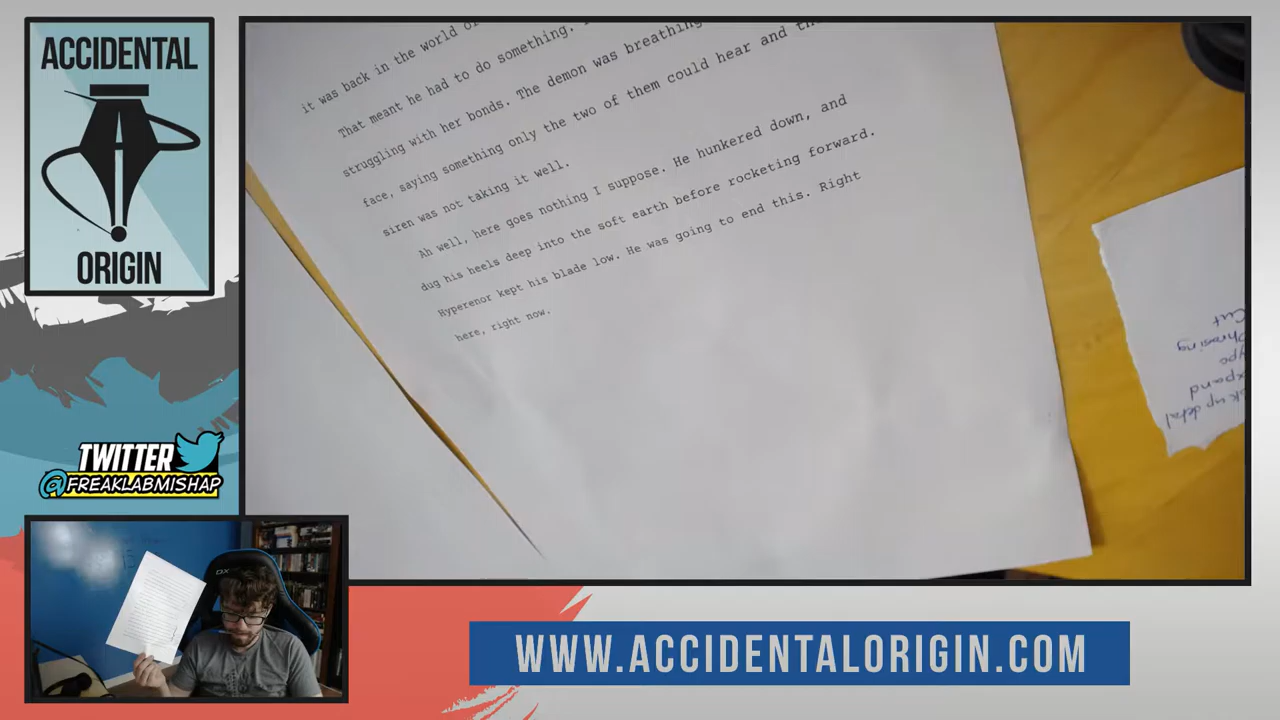 ACCIDENTAL
ORIGIN
it was back in the world
That meant he had to do something.
struggling with her bonds. The demon was breathing
face, saying something only the two of them could hear and
siren was not taking it well.
Ah well, here goes nothing I suppose. He hunkered down, and
dug his heels deep into the soft earth before rocketing forward.
Hyperenor kept his blade low. He was going to end this. Right
here, right now.
Cut
Phrasing
TWITTER
@FREAKLABMISHAP
DX
WWW.ACCIDENTALORIGIN.COM